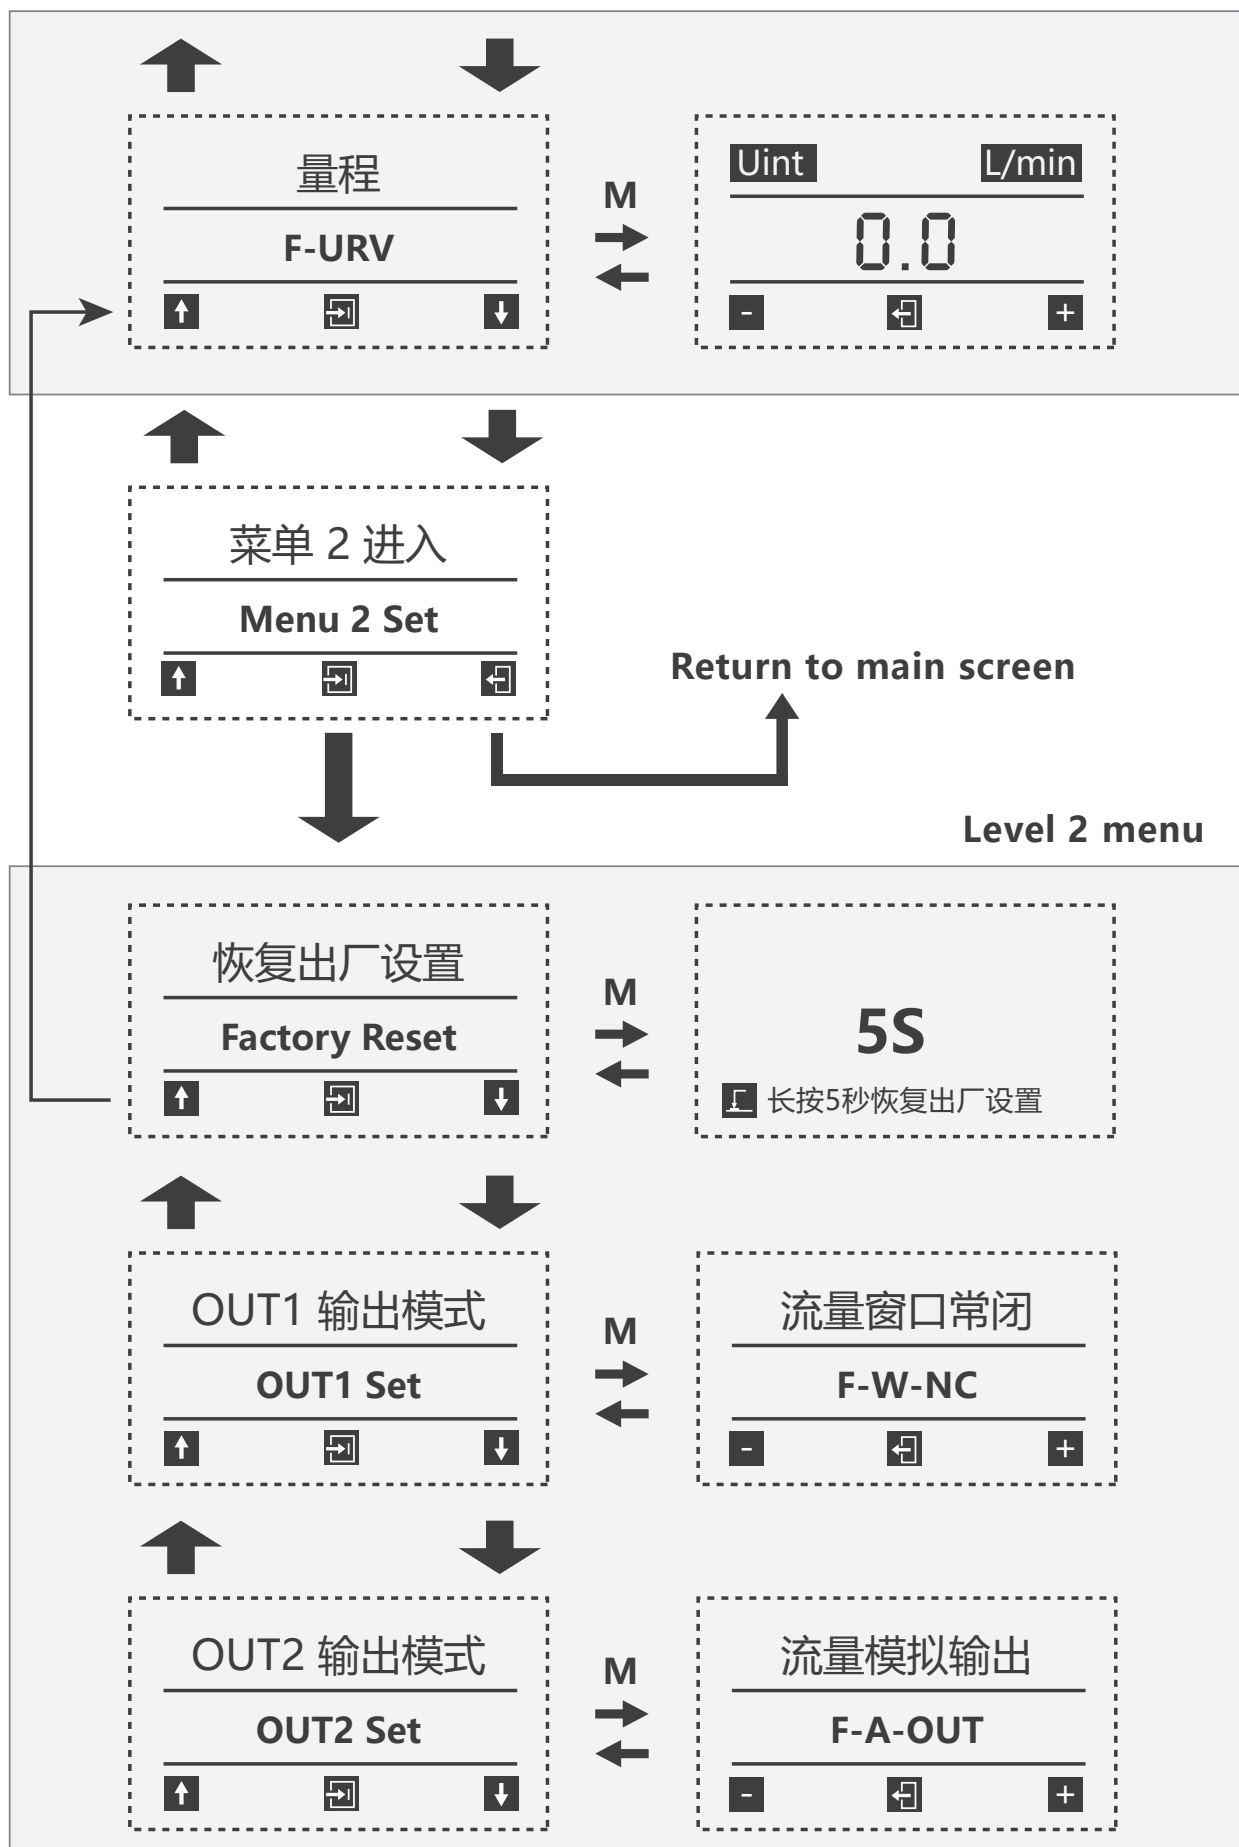 量程
F-URV
M
Uint L/min
0.0
- +
菜单 2 进入
Menu 2 Set
Return to main screen
Level 2 menu
恢复出厂设置
Factory Reset
M
5S
长按5秒恢复出厂设置
OUT1 输出模式
OUT1 Set
M
流量窗口常闭
F-W-NC
- +
OUT2 输出模式
OUT2 Set
M
流量模拟输出
F-A-OUT
- +